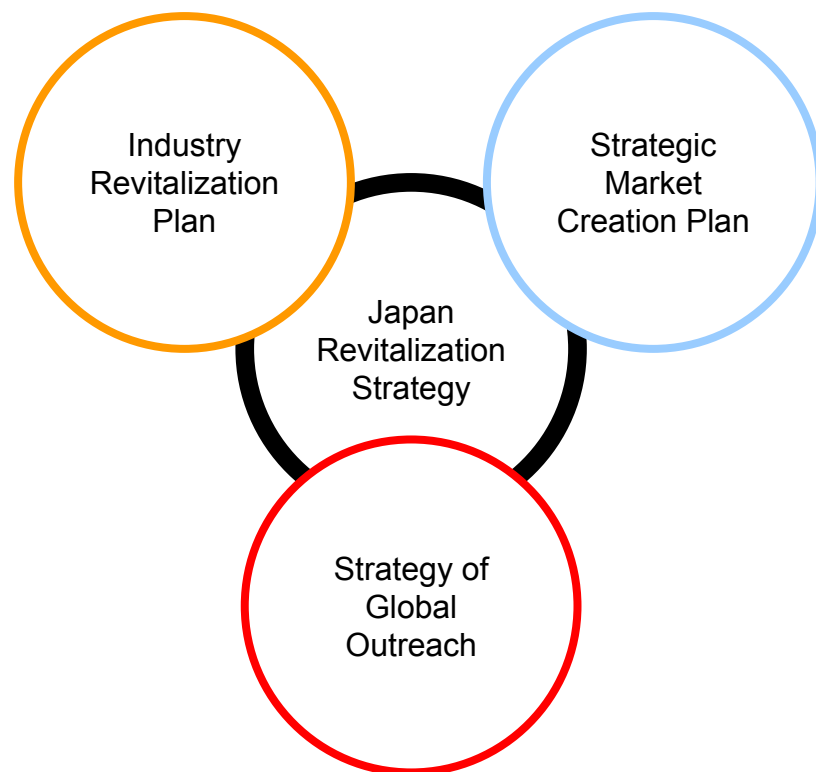 Industry
Revitalization
Plan
Strategic
Market
Creation Plan
Japan
Revitalization
Strategy
Strategy of
Global
Outreach